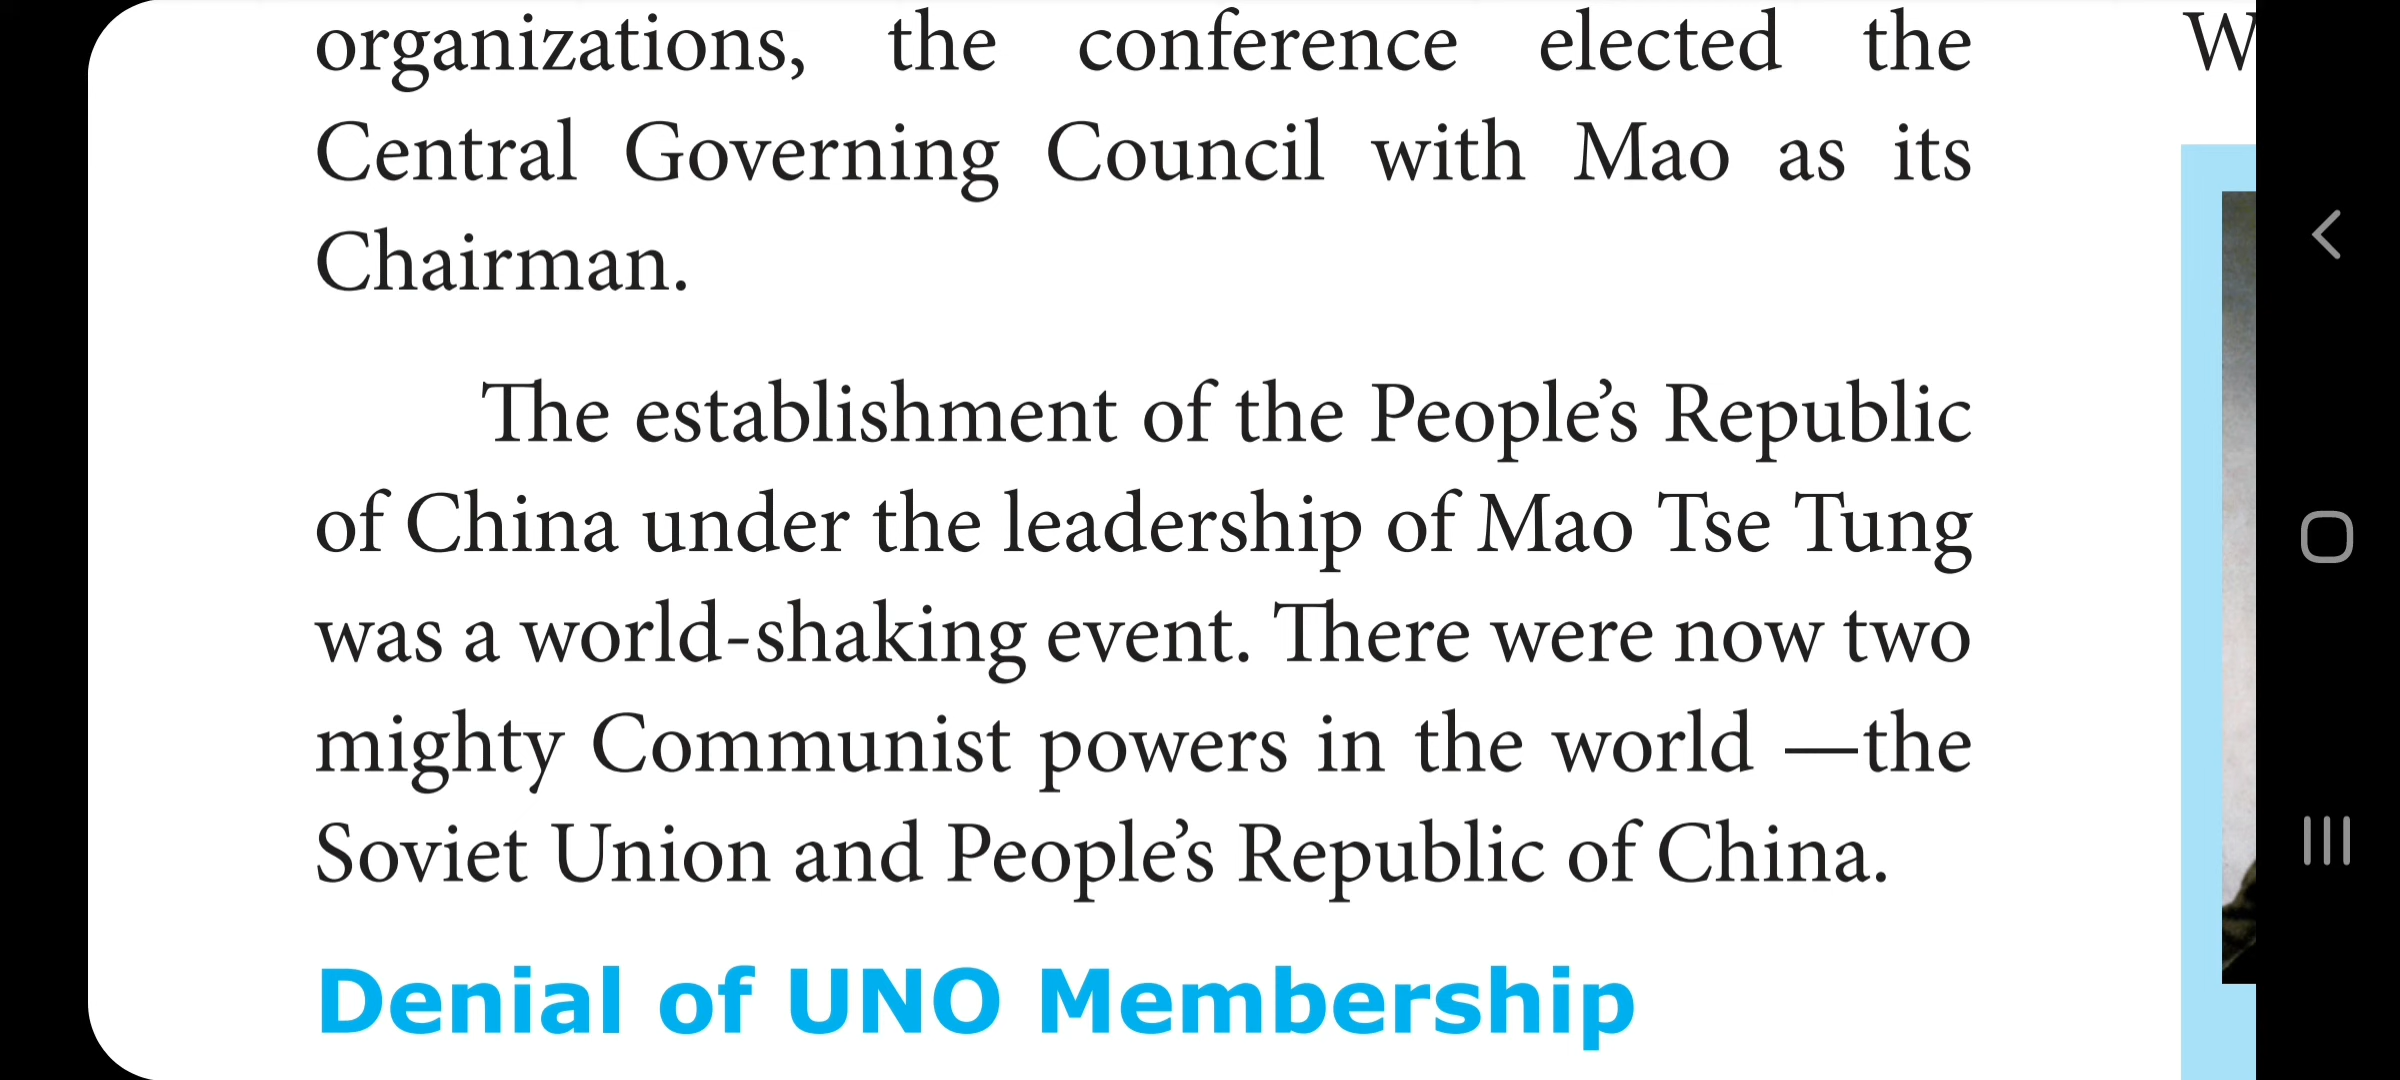 organizations, the conference elected the
Central Governing Council with Mao as its
Chairman.
The establishment of the People’s Republic
of China under the leadership of Mao Tse Tung
was a world-shaking event. There were now two
mighty Communist powers in the world —the
Soviet Union and People’s Republic of China.
Denial of UNO Membership